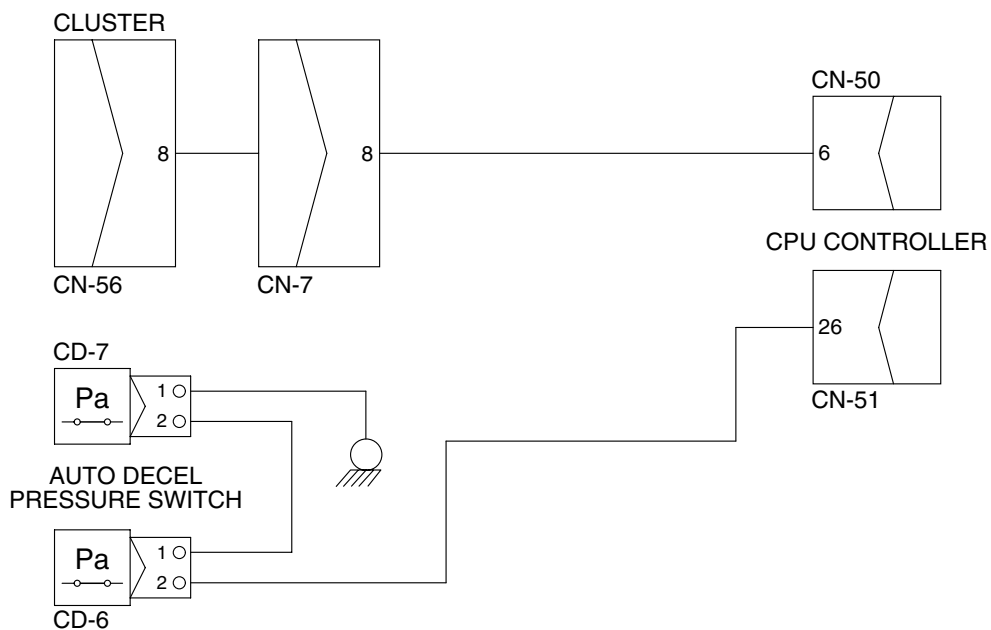 CLUSTER
8
CN-56
8
CN-7
CN-50
6
CPU CONTROLLER
26
CN-51
CD-7
Pa
1
2
AUTO DECEL
PRESSURE SWITCH
Pa
1
2
CD-6